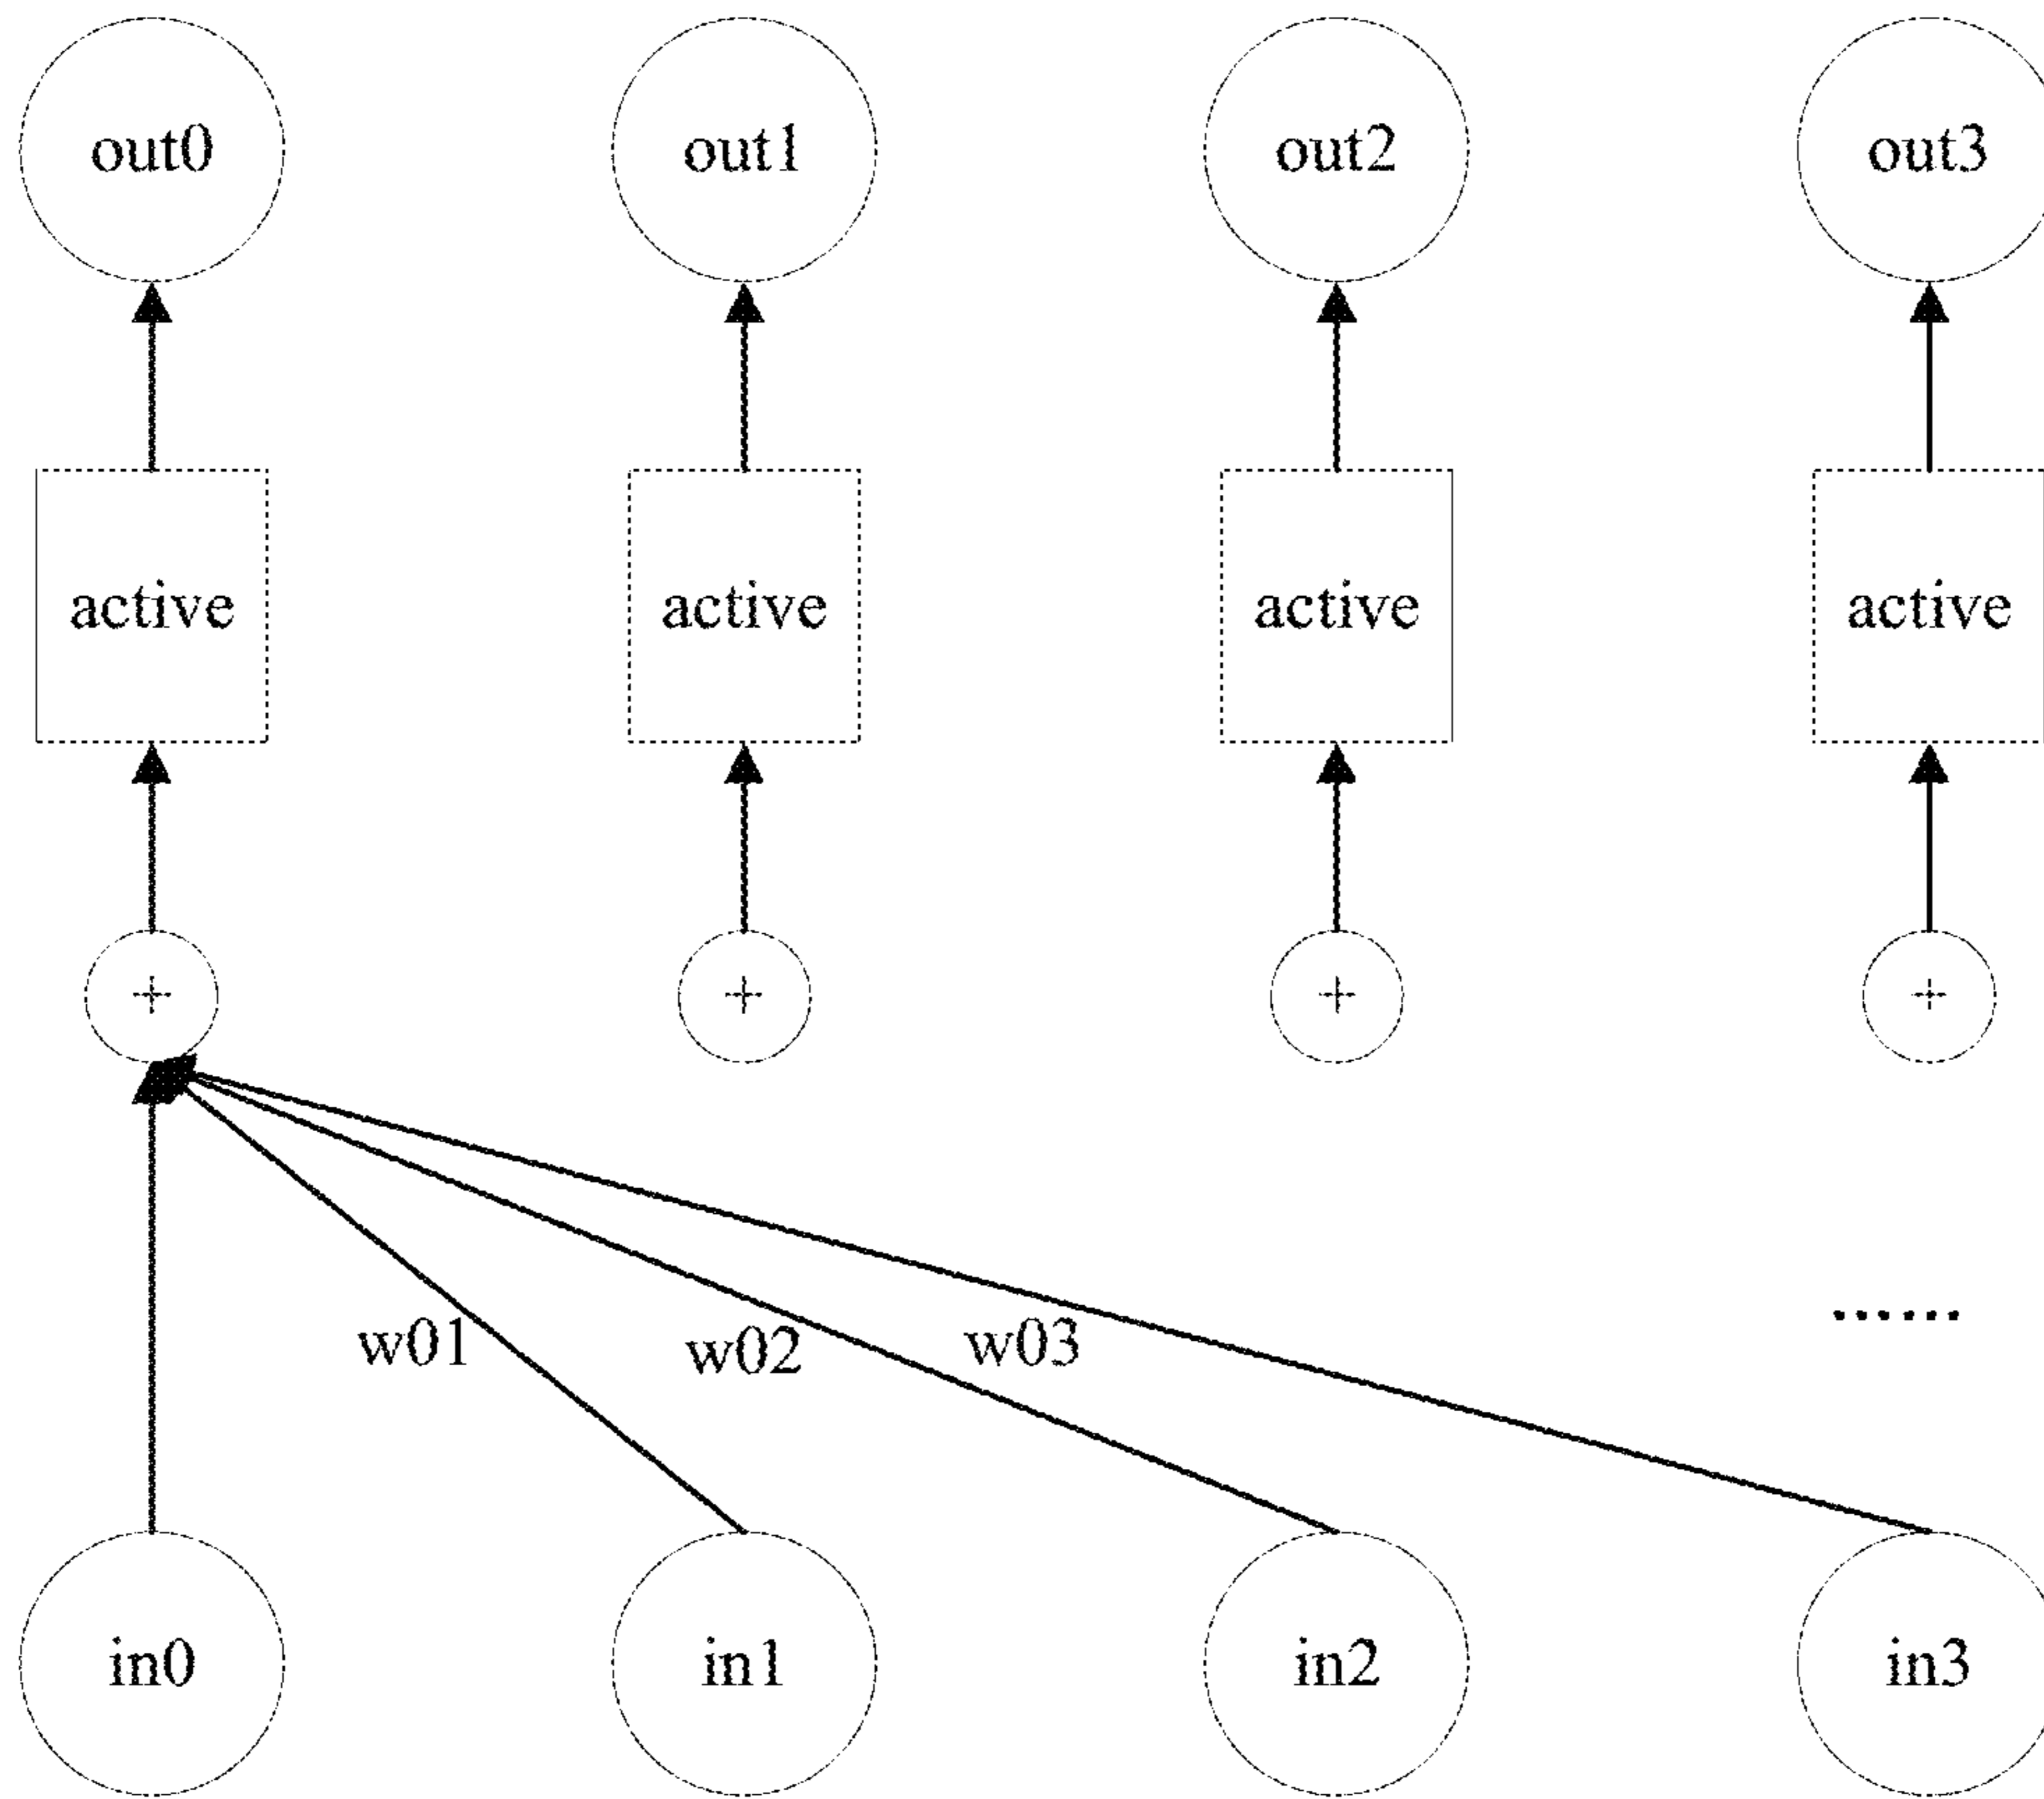 out0 out1 out2 out3
active active active active
+ + + +
......
w01 w02 w03
in0 in1 in2 in3